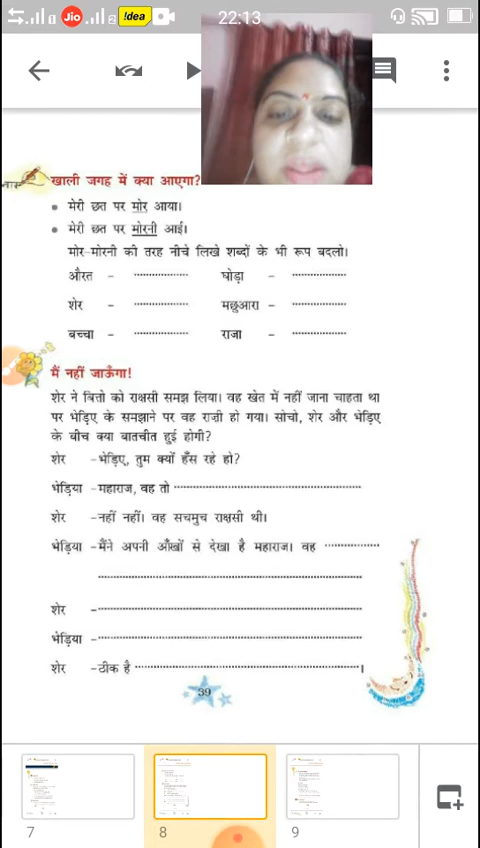 Jio
!dea
22:13
खाली जगह में क्या आएगा?
मेरी छत पर मोर आया।
मेरी छत पर मोरनी आई।
मोर-मोरनी की तरह नीचे लिखे शब्दों के भी रूप बदलो।
औरत - .................. घोड़ा - ..................
शेर - .................. मछुआरा - ..................
बच्चा - .................. राजा - ..................
मैं नहीं जाऊँगा!
शेर ने बित्तो को राक्षसी समझ लिया। वह खेत में नहीं जाना चाहता था
पर भेड़िए के समझाने पर वह राज़ी हो गया। सोचो, शेर और भेड़िए
के बीच क्या बातचीत हुई होगी?
शेर -भेड़िए, तुम क्यों हँस रहे हो?
भेड़िया -महाराज, वह तो ..................
शेर -नहीं नहीं। वह सचमुच राक्षसी थी।
भेड़िया -मैंने अपनी आँखों से देखा है महाराज। वह ..................
..................
शेर -..................
भेड़िया -..................
शेर -ठीक है ..................।
39
7 8 9